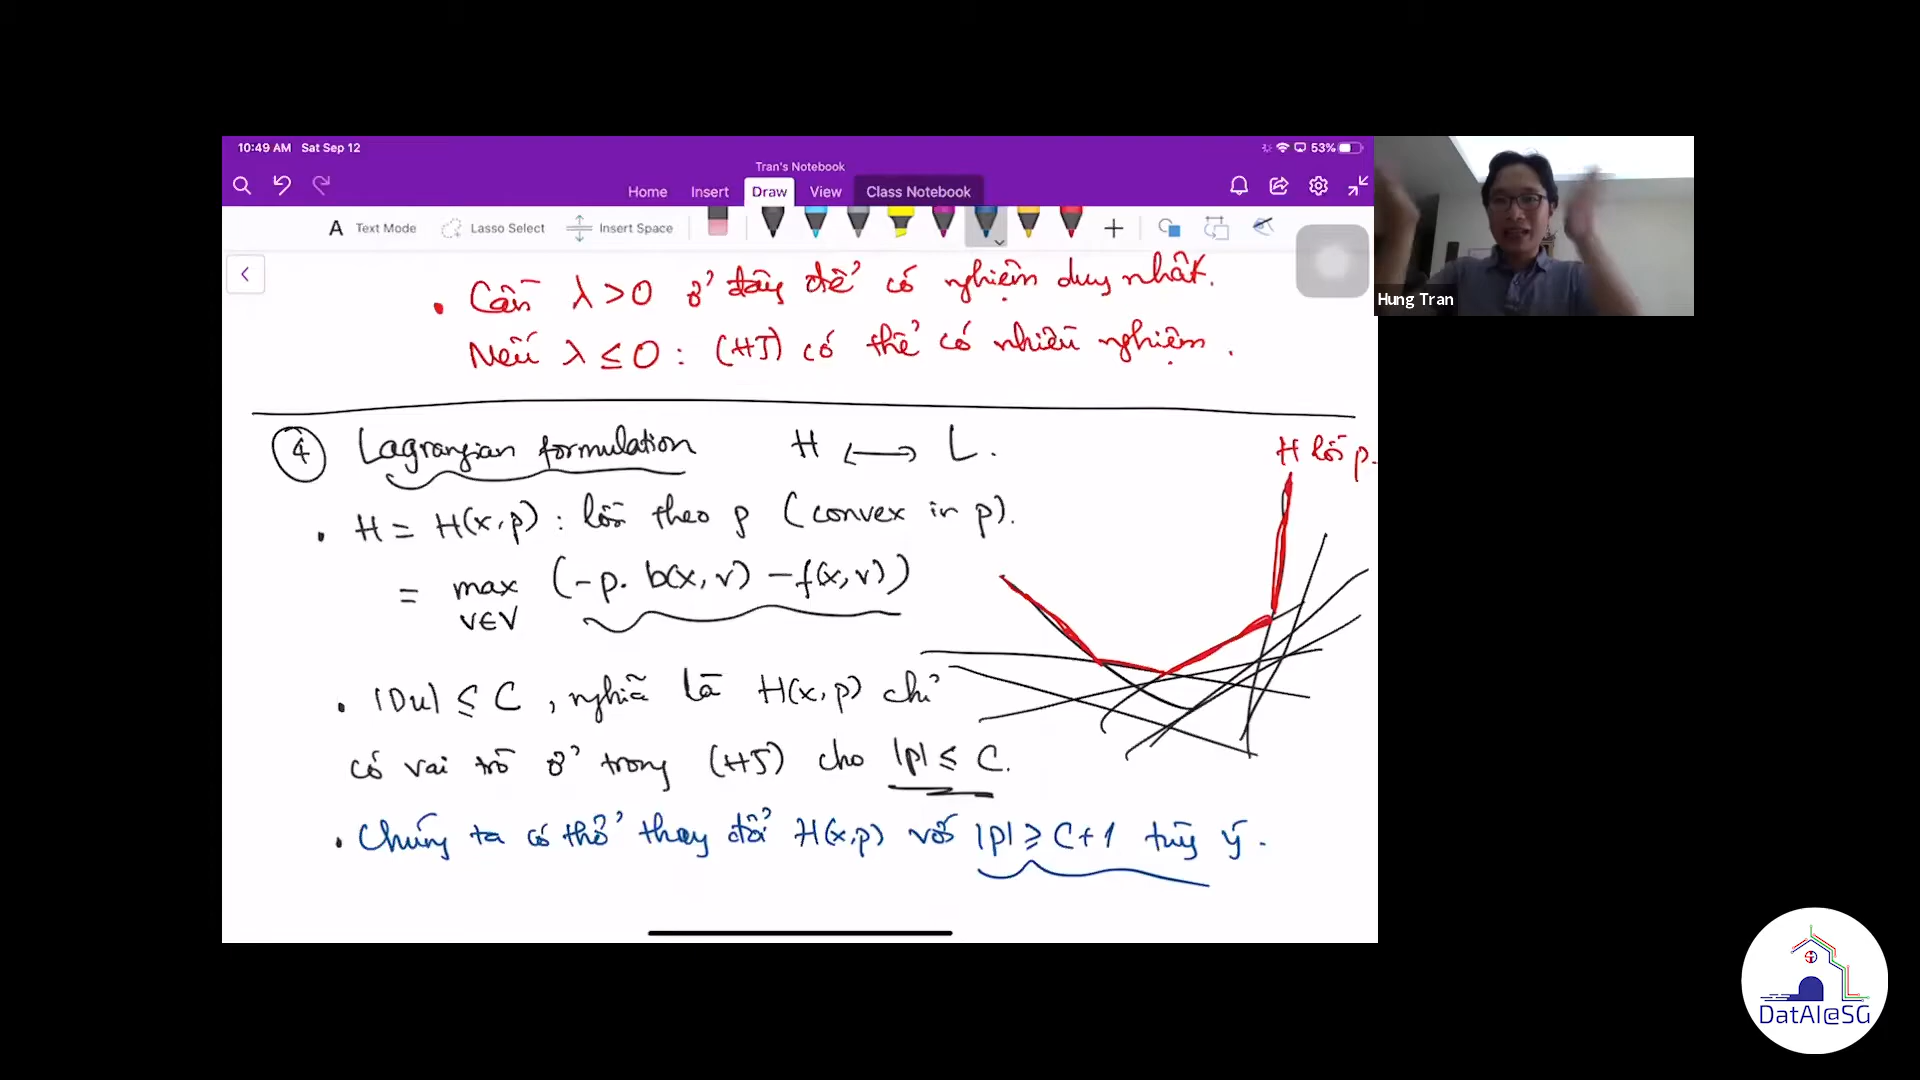 10:49 AM Sat Sep 12
53%
Tran's Notebook
Home Insert Draw View Class Notebook
A Text Mode Lasso Select Insert Space
Hung Tran
• Cần λ > 0 ở đây để có nghiệm duy nhất.
Nếu λ ≤ 0 : (HJ) có thể có nhiều nghiệm.
④ Lagrangian formulation H ⟷ L.
H lồi p.
• H = H(x,p) : lồi theo p (convex in p).
= max (-p. b(x,v) - f(x,v))
v∈V
• |Du| ≤ C , nghĩa là H(x,p) chỉ
có vai trò ở trong (HJ) cho |p| ≤ C.
• Chúng ta có thể thay đổi H(x,p) với |p| ≥ C+1 tùy ý.
DatAI@SG